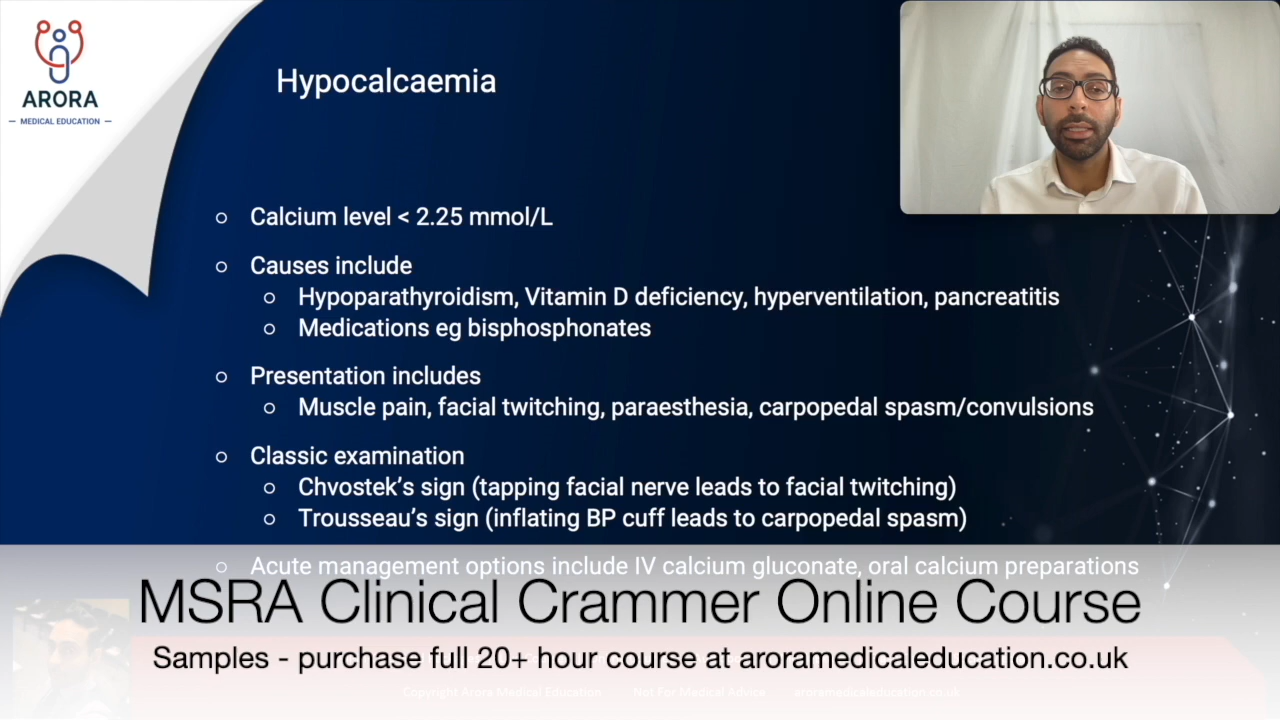 ARORA
MEDICAL EDUCATION
Hypocalcaemia
Calcium level < 2.25 mmol/L
Causes include
Hypoparathyroidism, Vitamin D deficiency, hyperventilation, pancreatitis
Medications eg bisphosphonates
Presentation includes
Muscle pain, facial twitching, paraesthesia, carpopedal spasm/convulsions
Classic examination
Chvostek's sign (tapping facial nerve leads to facial twitching)
Trousseau's sign (inflating BP cuff leads to carpopedal spasm)
Acute management options include IV calcium gluconate, oral calcium preparations
MSRA Clinical Crammer Online Course
Samples - purchase full 20+ hour course at aroramedicaleducation.co.uk
Copyright Arora Medical Education Not For Medical Advice aroramedicaleducation.co.uk